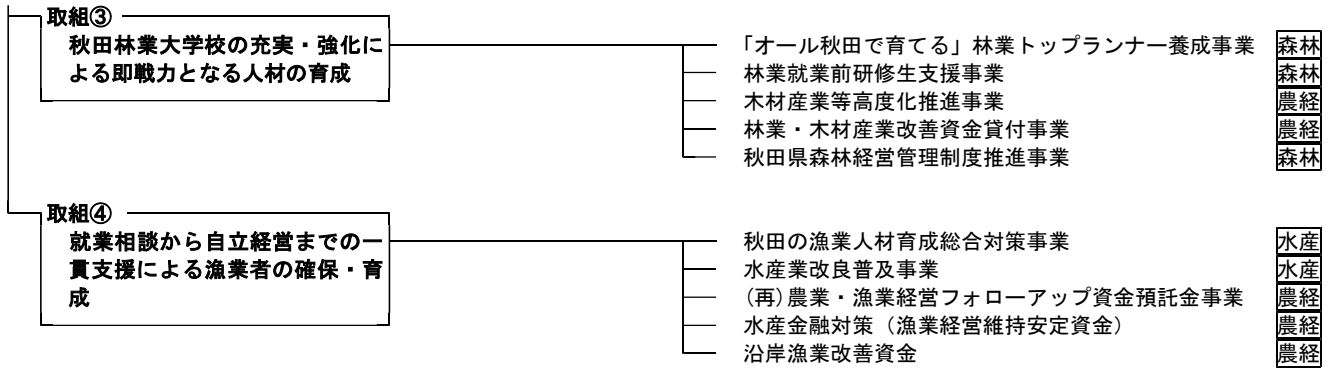 取組③
秋田林業大学校の充実・強化に
よる即戦力となる人材の育成
「オール秋田で育てる」林業トップランナー養成事業 森林
林業就業前研修生支援事業 森林
木材産業等高度化推進事業 農経
林業・木材産業改善資金貸付事業 農経
秋田県森林経営管理制度推進事業 森林
取組④
就業相談から自立経営までの一
貫支援による漁業者の確保・育
成
秋田の漁業人材育成総合対策事業 水産
水産業改良普及事業 水産
(再)農業・漁業経営フォローアップ資金預託金事業 農経
水産金融対策（漁業経営維持安定資金） 農経
沿岸漁業改善資金 農経